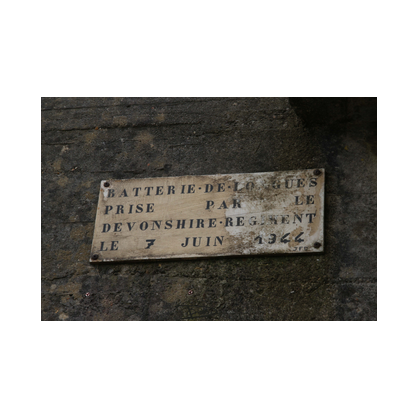 BATTERIE·DE·LONGUES
PRISE PAR LE
DEVONSHIRE·REGIMENT
LE 7 JUIN 1944